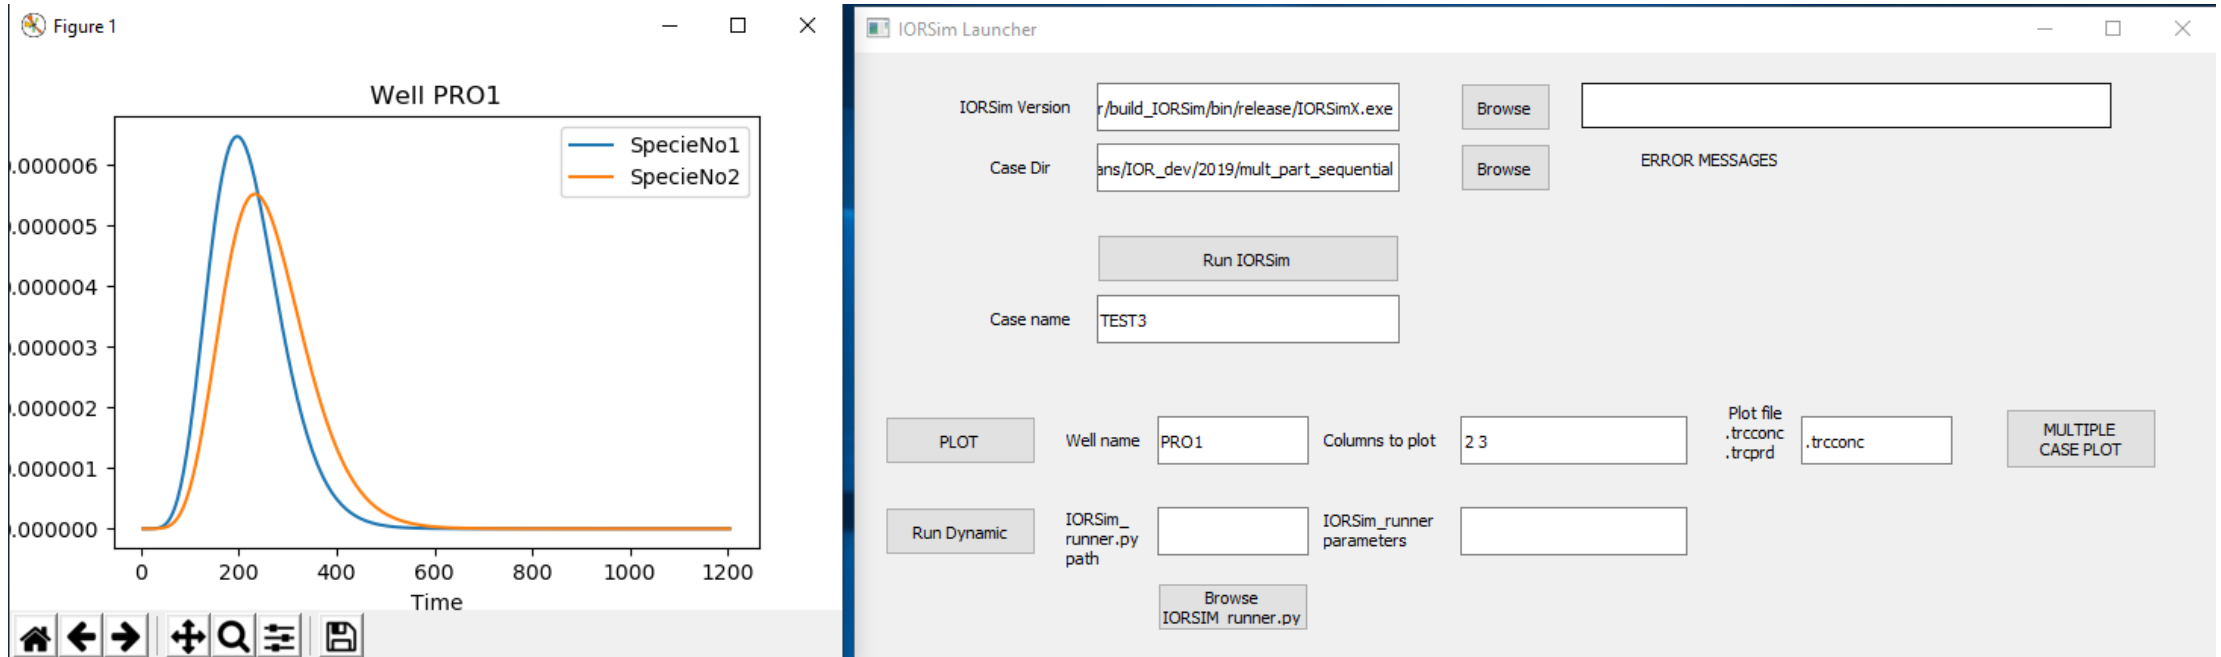 Figure 1
Well PRO1
SpecieNo1
SpecieNo2
.000006
.000005
.000004
.000003
.000002
.000001
.000000
0 200 400 600 800 1000 1200
Time
IORSim Launcher
IORSim Version
r/build_IORSim/bin/release/IORSimX.exe
Browse
Case Dir
ans/IOR_dev/2019/mult_part_sequential
Browse
ERROR MESSAGES
Run IORSim
Case name
TEST3
PLOT
Well name
PRO1
Columns to plot
2 3
Plot file
.trcconc
.trcprd
.trcconc
MULTIPLE
CASE PLOT
Run Dynamic
IORSim_
runner.py
path
IORSim_runner
parameters
Browse
IORSIM_runner.py